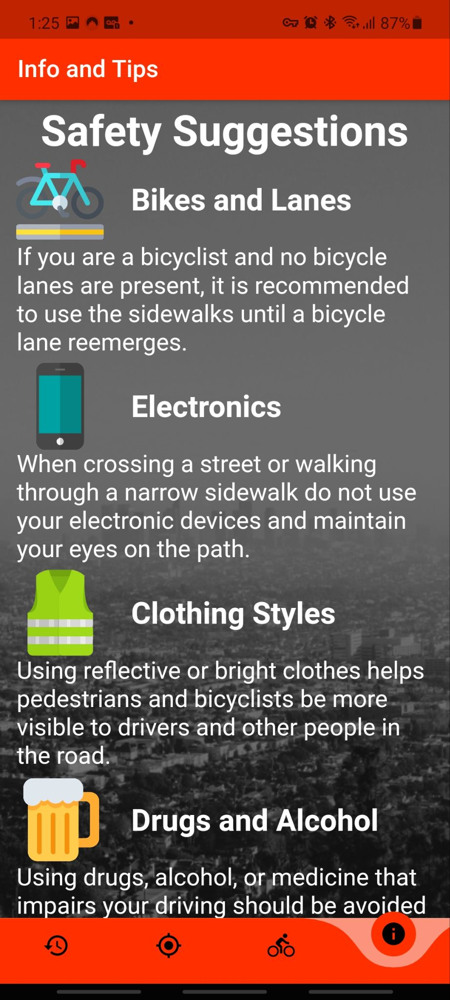 1:25
87%
Info and Tips
Safety Suggestions
Bikes and Lanes
If you are a bicyclist and no bicycle
lanes are present, it is recommended
to use the sidewalks until a bicycle
lane reemerges.
Electronics
When crossing a street or walking
through a narrow sidewalk do not use
your electronic devices and maintain
your eyes on the path.
Clothing Styles
Using reflective or bright clothes helps
pedestrians and bicyclists be more
visible to drivers and other people in
the road.
Drugs and Alcohol
Using drugs, alcohol, or medicine that
impairs your driving should be avoided